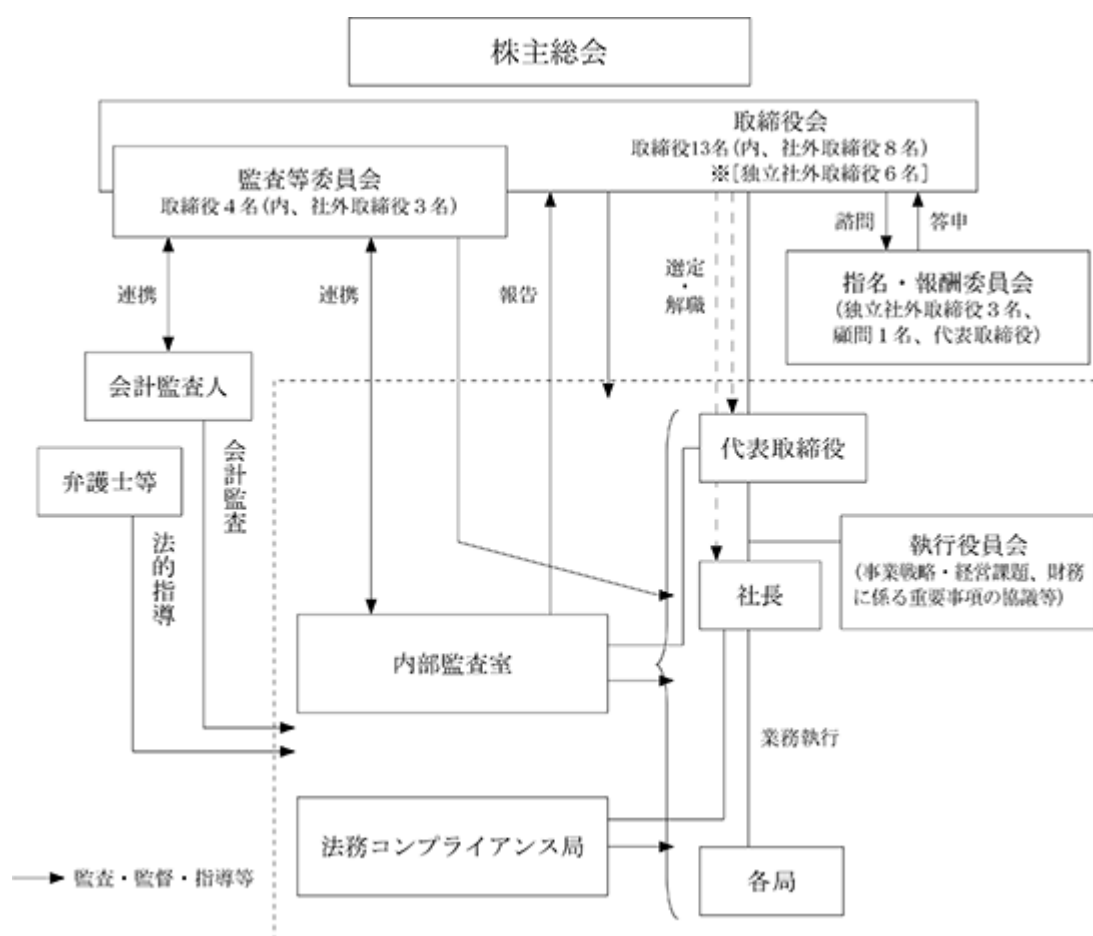 株主総会
取締役会
取締役13名(内、社外取締役8名)
※[独立社外取締役6名]
監査等委員会
取締役4名(内、社外取締役3名)
諮問
答申
連携
連携
報告
選定・解職
指名・報酬委員会
(独立社外取締役3名、
顧問1名、代表取締役)
会計監査人
会計監査
代表取締役
弁護士等
法的指導
執行役員会
(事業戦略・経営課題、財務
に係る重要事項の協議等)
社長
内部監査室
業務執行
法務コンプライアンス局
各局
監査・監督・指導等